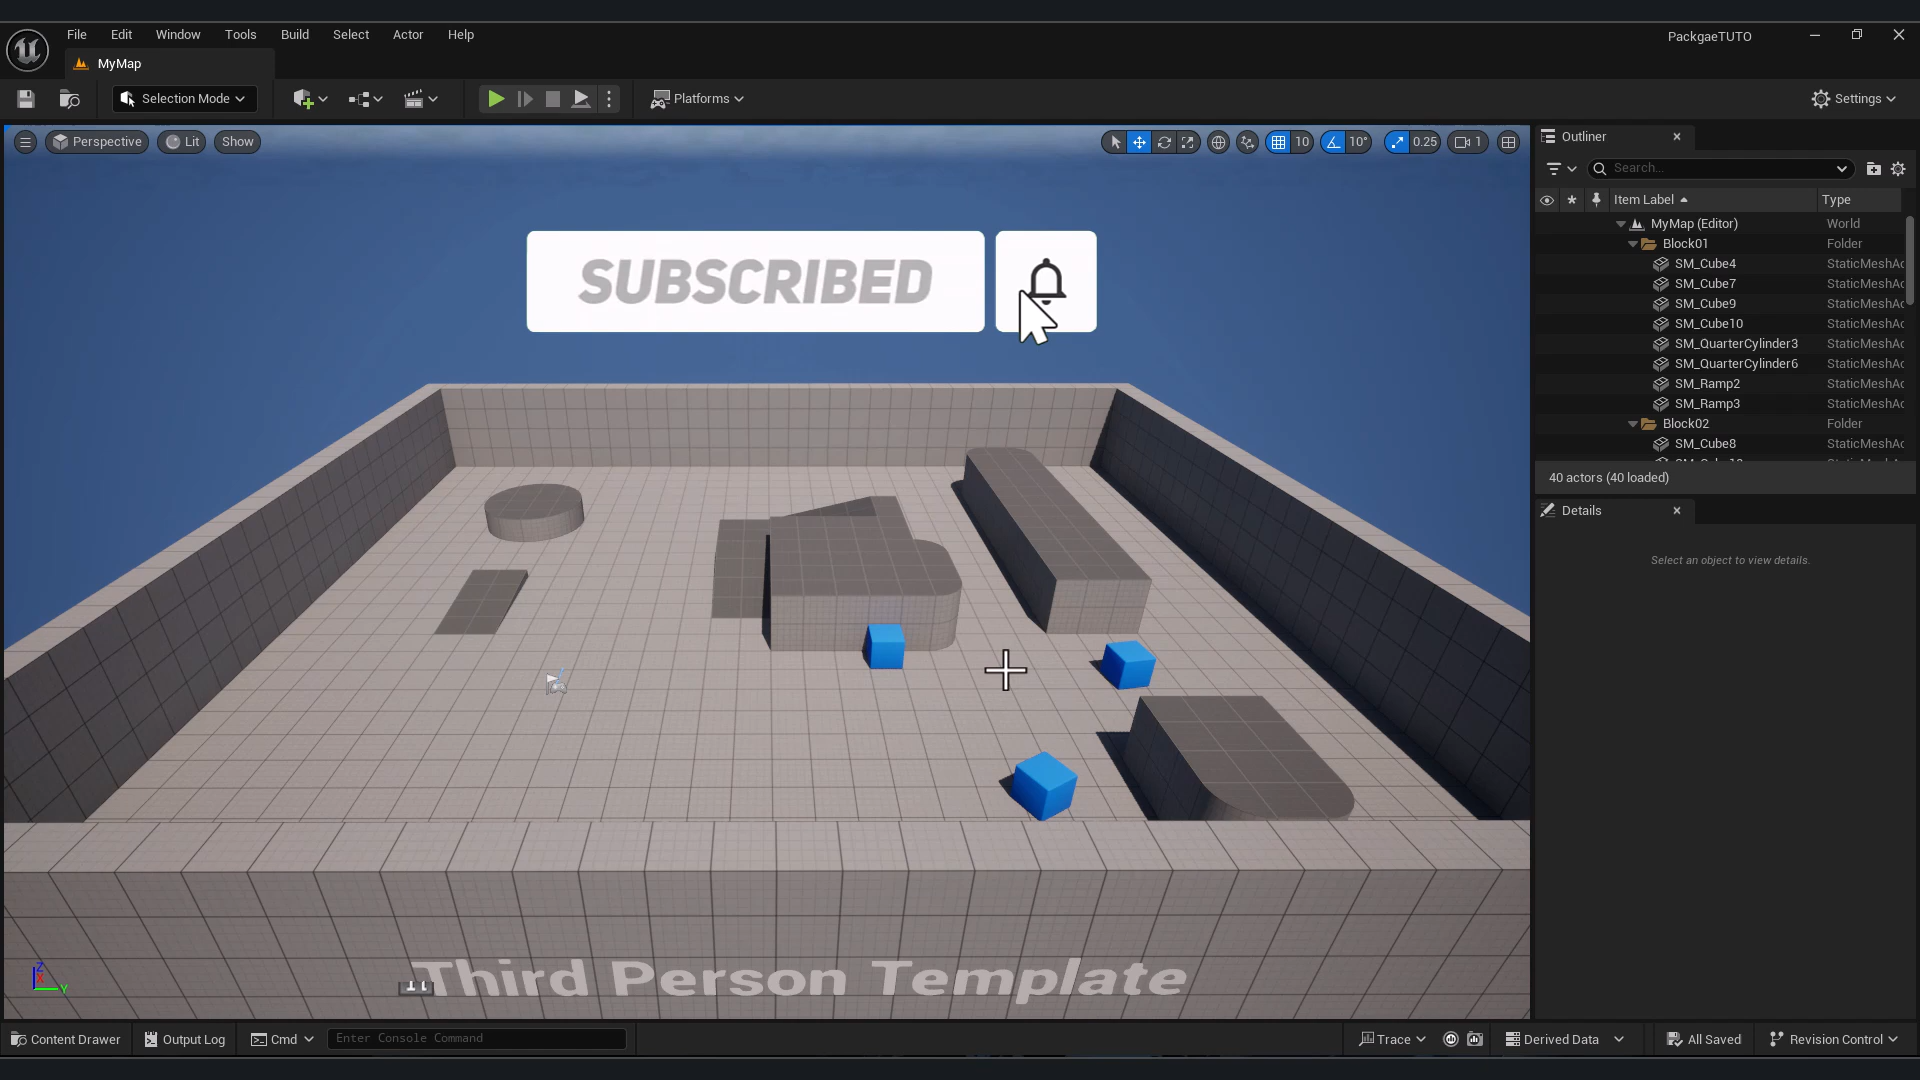 File Edit Window Tools Build Select Actor Help
PackgaeTUTO
MyMap
Selection Mode
Platforms
Settings
Perspective Lit Show
10 10° 0.25 1
SUBSCRIBED
Third Person Template
Z
X
Y
Outliner
Search...
Item Label Type
MyMap (Editor) World
Block01 Folder
SM_Cube4 StaticMeshAc
SM_Cube7 StaticMeshAc
SM_Cube9 StaticMeshAc
SM_Cube10 StaticMeshAc
SM_QuarterCylinder3 StaticMeshAc
SM_QuarterCylinder6 StaticMeshAc
SM_Ramp2 StaticMeshAc
SM_Ramp3 StaticMeshAc
Block02 Folder
SM_Cube8 StaticMeshAc
40 actors (40 loaded)
Details
Select an object to view details.
Content Drawer Output Log Cmd Enter Console Command Trace Derived Data All Saved Revision Control